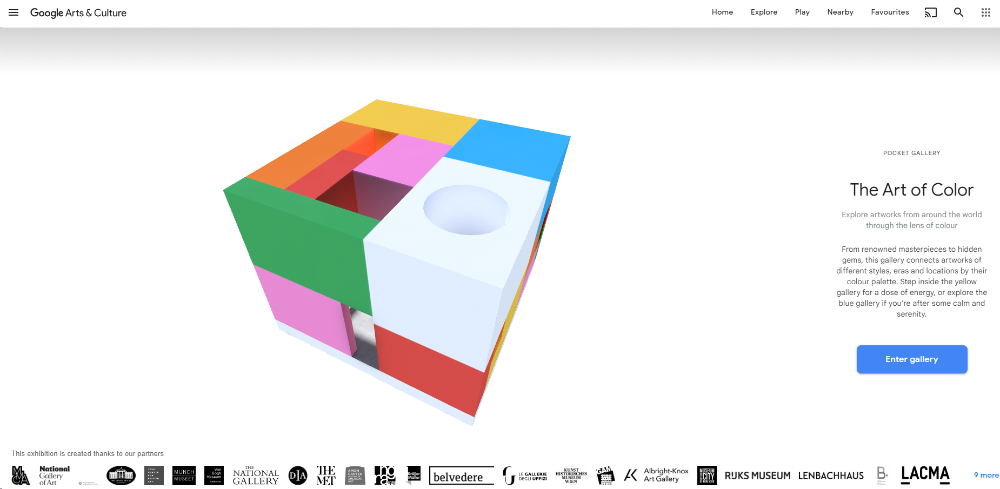 Google Arts & Culture
Home Explore Play Nearby Favourites
POCKET GALLERY
The Art of Color
Explore artworks from around the world
through the lens of colour
From renowned masterpieces to hidden
gems, this gallery connects artworks of
different styles, eras and locations by their
colour palette. Step inside the yellow
gallery for a dose of energy, or explore the
blue gallery if you’re after some calm and
serenity.
Enter gallery
This exhibition is created thanks to our partners
MCA
National
Gallery
of Art
YALE
CENTER
FOR
BRITISH
ART
MUNCH
MUSEET
Van
Gogh
Museum
THE
NATIONAL
GALLERY
DIA
THE
MET
AMON
CARTER
MUSEUM OF
AMERICAN
ART
Kröller
Müller
belvedere
LE GALLERIE
DEGLI UFFIZI
KUNST
HISTORISCHES
MUSEUM
WIEN
GAM
TORINO
Albright-Knox
Art Gallery
MUSEUM
OF THE
CITY
OF NEW YORK
RIJKS MUSEUM
LENBACHHAUS
B
LACMA
9 more